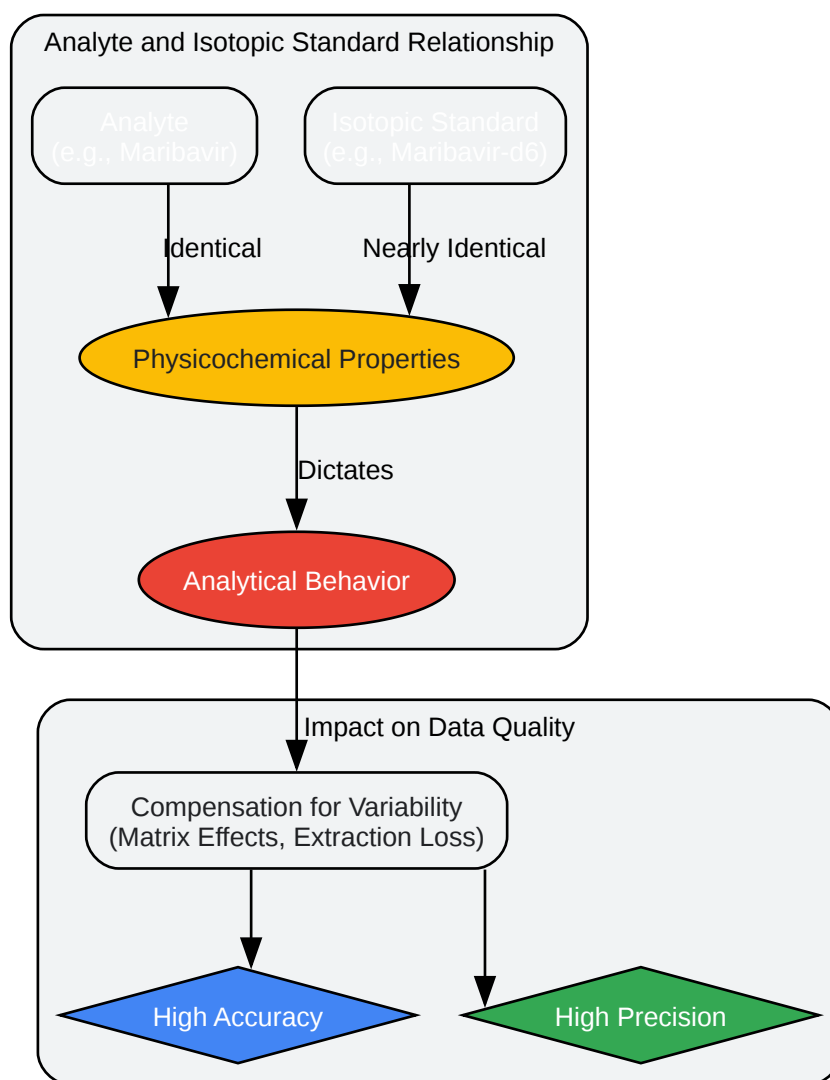 Analyte and Isotopic Standard Relationship
Analyte
(e.g., Maribavir)
Isotopic Standard
(e.g., Maribavir-d6)
Identical
Nearly Identical
Physicochemical Properties
Dictates
Analytical Behavior
Impact on Data Quality
Compensation for Variability
(Matrix Effects, Extraction Loss)
High Accuracy
High Precision